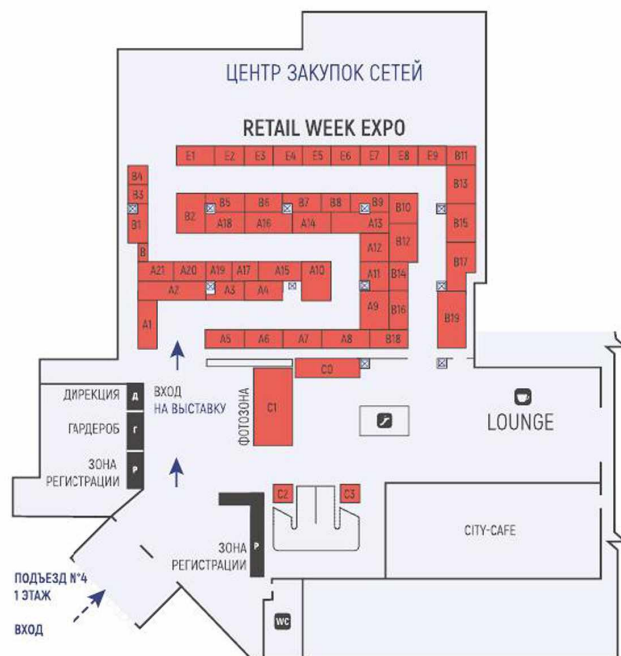 ЦЕНТР ЗАКУПОК СЕТЕЙ
RETAIL WEEK EXPO
E1 E2 E3 E4 E5 E6 E7 E8 E9 B11
B4
B3
B1
B
B13
B15
B17
B19
B2 B5 B6 B7 B8 B9 B10
A18 A16 A14 A13 B12
A12
A21 A20 A19 A17 A15 A10 A11 B14
A2 A3 A4 A9 B16
A1
A5 A6 A7 A8 B18
C0
C1
ФОТОЗОНА
ВХОД
НА ВЫСТАВКУ
ДИРЕКЦИЯ Д
ГАРДЕРОБ Г
ЗОНА
РЕГИСТРАЦИИ Р
LOUNGE
C2 C3
CITY-CAFE
ЗОНА
РЕГИСТРАЦИИ Р
ПОДЪЕЗД №4
1 ЭТАЖ
ВХОД
WC